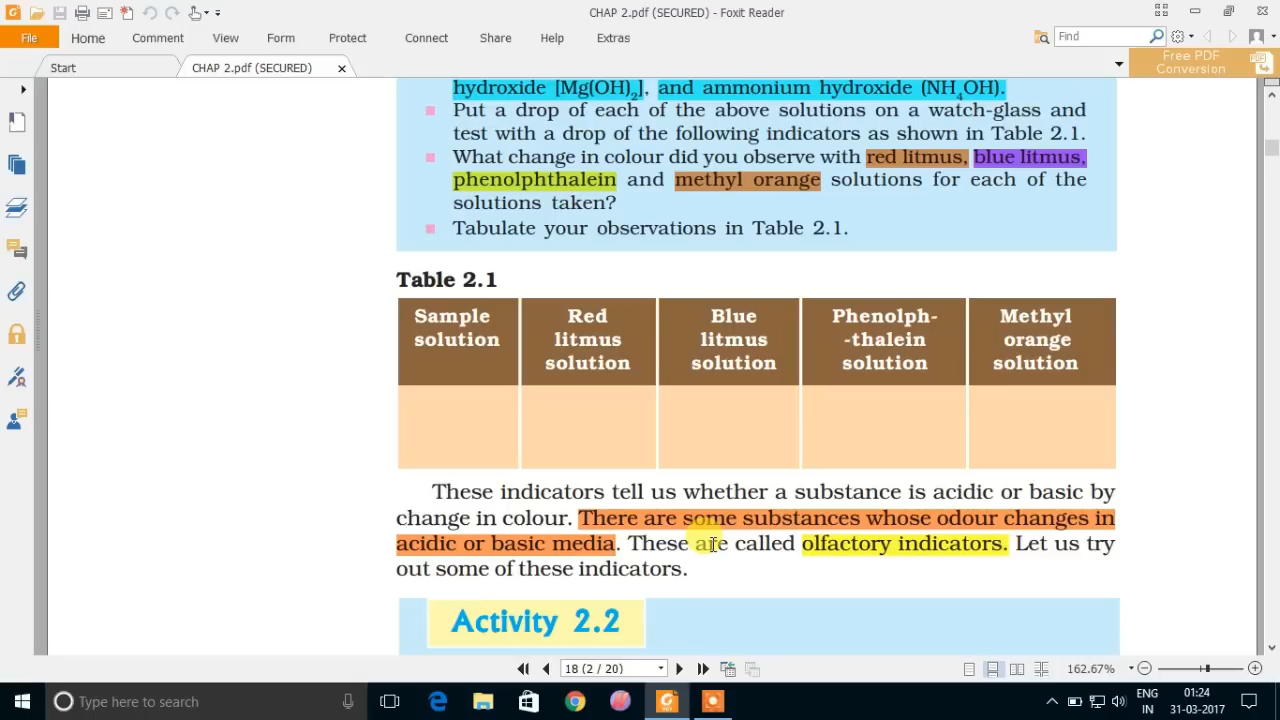 CHAP 2.pdf (SECURED) - Foxit Reader
File Home Comment View Form Protect Connect Share Help Extras
Find
Start
CHAP 2.pdf (SECURED)
Free PDF
Conversion
hydroxide [Mg(OH)2], and ammonium hydroxide (NH4OH).
Put a drop of each of the above solutions on a watch-glass and
test with a drop of the following indicators as shown in Table 2.1.
What change in colour did you observe with red litmus, blue litmus,
phenolphthalein and methyl orange solutions for each of the
solutions taken?
Tabulate your observations in Table 2.1.
Table 2.1
Sample
solution
Red
litmus
solution
Blue
litmus
solution
Phenolph-
-thalein
solution
Methyl
orange
solution
These indicators tell us whether a substance is acidic or basic by
change in colour. There are some substances whose odour changes in
acidic or basic media. These are called olfactory indicators. Let us try
out some of these indicators.
Activity 2.2
18 (2 / 20)
162.67%
Type here to search
ENG
IN
01:24
31-03-2017